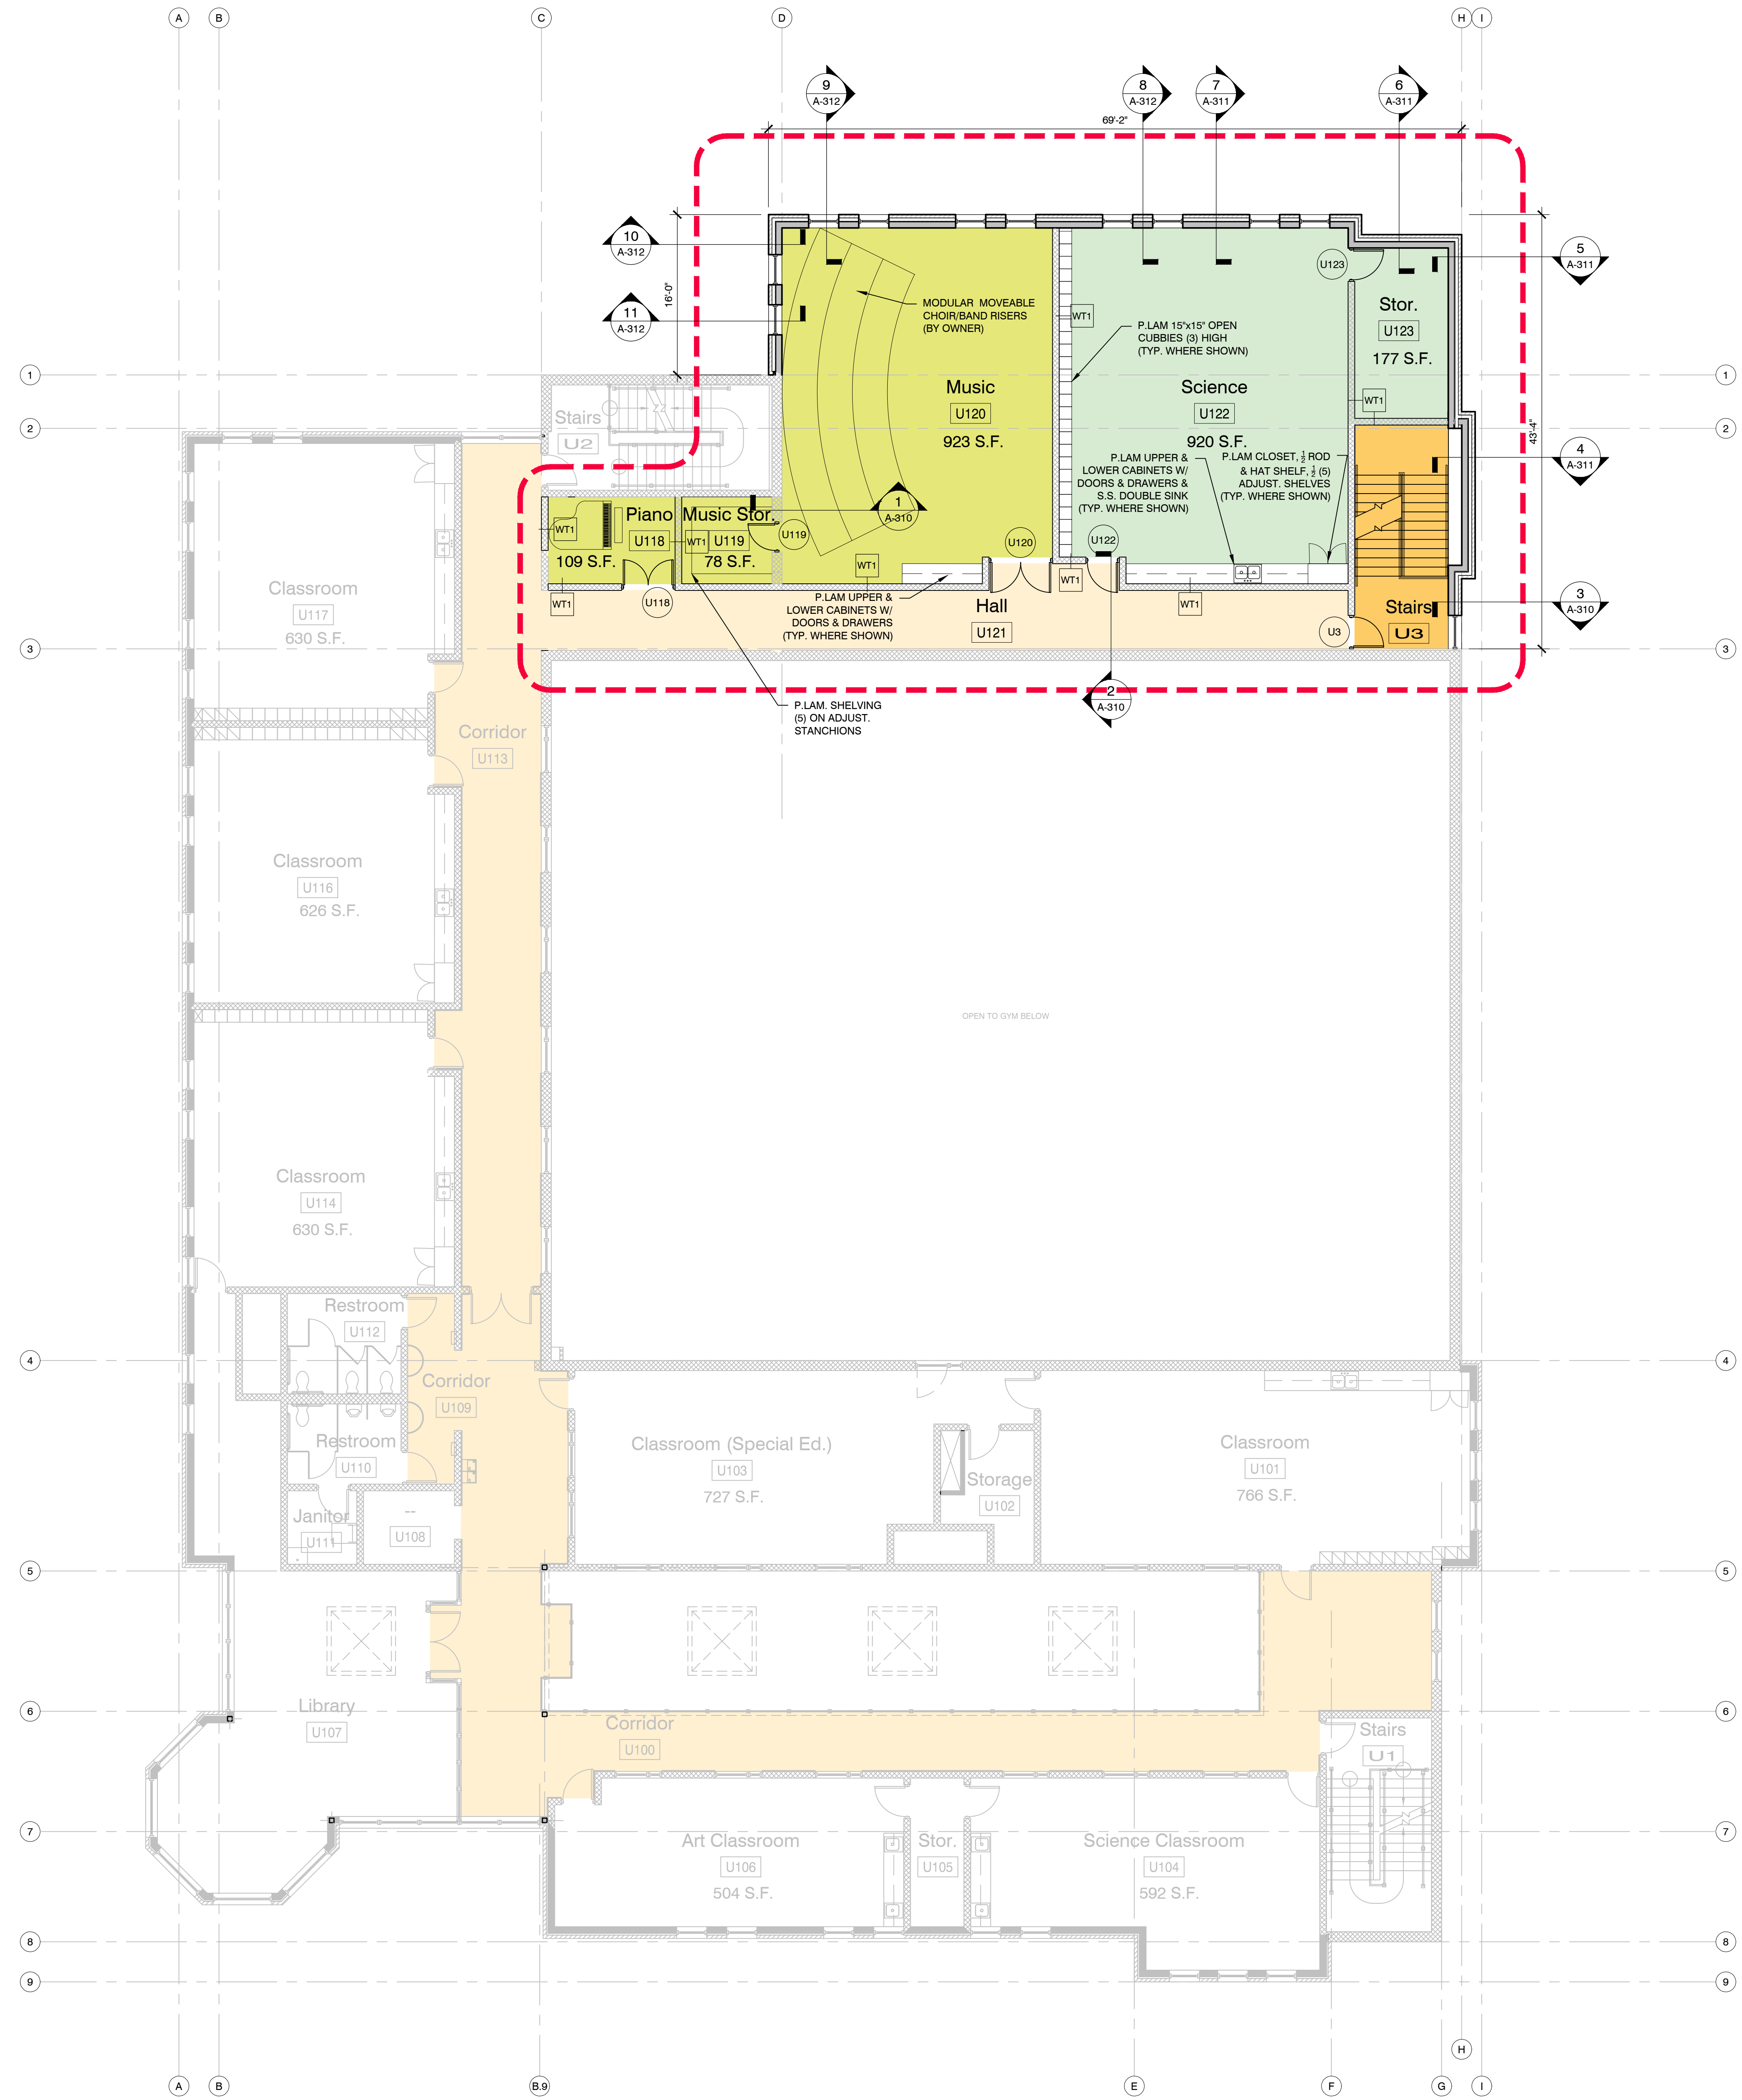 A
B
C
D
H
I
9
A-312
8
A-312
7
A-311
6
A-311
69'-2"
10
A-312
11
A-312
16'-0"
5
A-311
4
A-311
3
A-310
43'-4"
MODULAR MOVEABLE
CHOIR/BAND RISERS
(BY OWNER)
WT1
P.LAM 15"x15" OPEN
CUBBIES (3) HIGH
(TYP. WHERE SHOWN)
U123
Stor.
U123
177 S.F.
WT1
1
1
2
2
Stairs
U2
Music
U120
923 S.F.
Science
U122
920 S.F.
P.LAM UPPER &
LOWER CABINETS W/
DOORS & DRAWERS &
S.S. DOUBLE SINK
(TYP. WHERE SHOWN)
P.LAM CLOSET, ½ ROD
& HAT SHELF, ½ (5)
ADJUST. SHELVES
(TYP. WHERE SHOWN)
1
A-310
Piano
U118
109 S.F.
WT1
Music Stor.
WT1
U119
78 S.F.
U119
U120
U122
WT1
WT1
WT1
U118
WT1
P.LAM UPPER &
LOWER CABINETS W/
DOORS & DRAWERS
(TYP. WHERE SHOWN)
Hall
U121
Stairs
U3
U3
3
3
2
A-310
P.LAM. SHELVING
(5) ON ADJUST.
STANCHIONS
Classroom
U117
630 S.F.
Corridor
U113
Classroom
U116
626 S.F.
OPEN TO GYM BELOW
Classroom
U114
630 S.F.
Restroom
U112
4
4
Corridor
U109
Restroom
U110
Janitor
U111
U108
Classroom (Special Ed.)
U103
727 S.F.
Storage
U102
Classroom
U101
766 S.F.
5
5
Library
U107
6
6
Corridor
U100
Stairs
U1
7
7
Art Classroom
U106
504 S.F.
Stor.
U105
Science Classroom
U104
592 S.F.
8
8
9
9
H
A
B
B.9
E
F
G
I